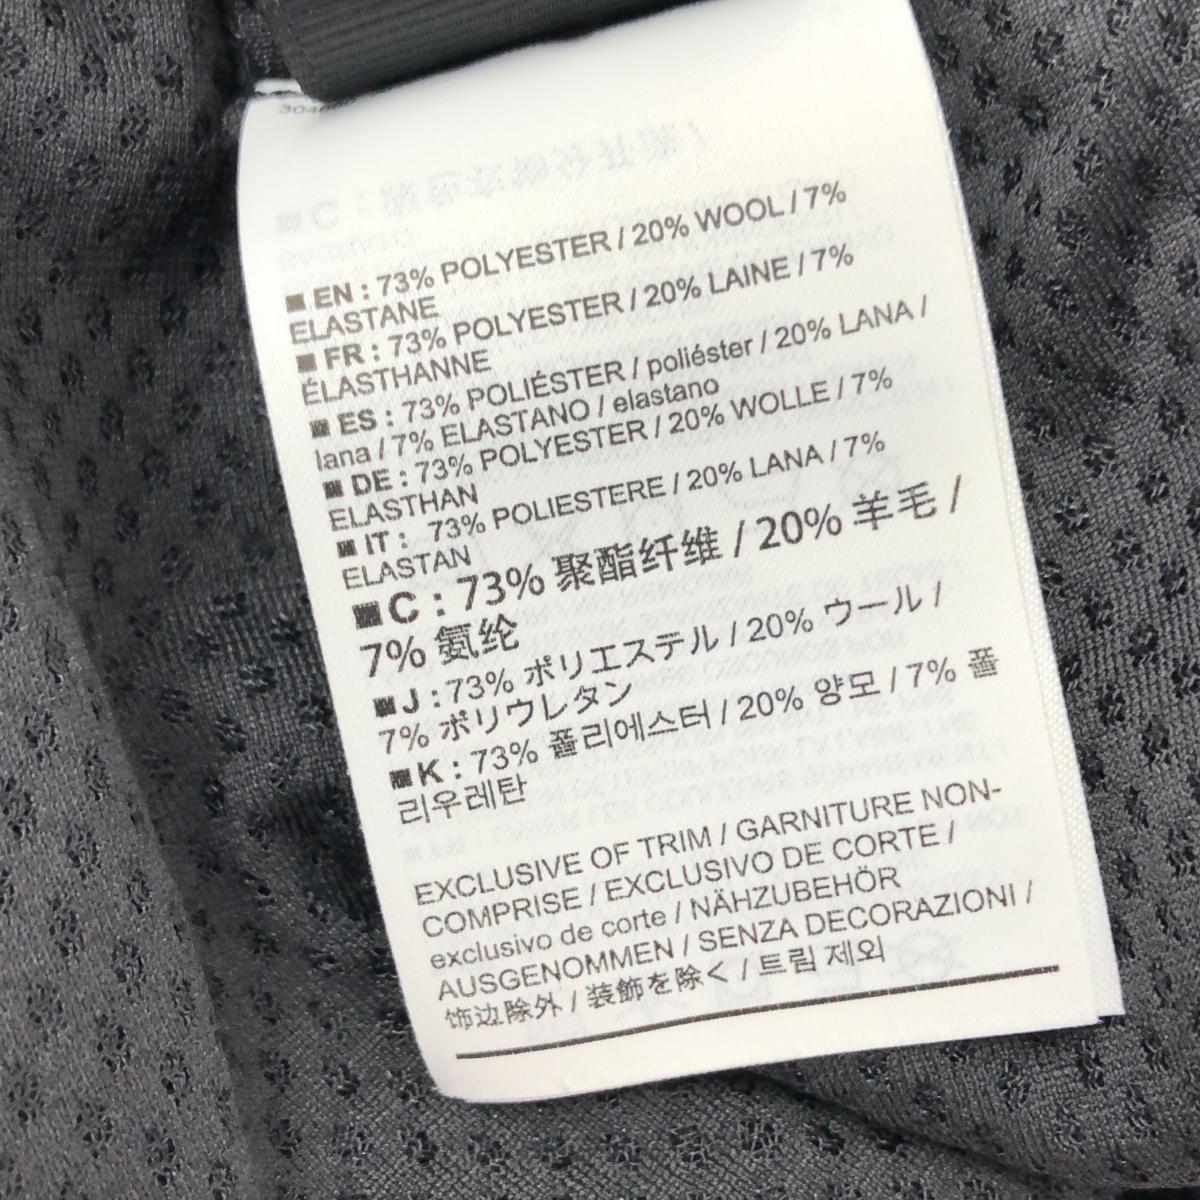 ■ EN : 73% POLYESTER / 20% WOOL / 7%
ELASTANE
■ FR : 73% POLYESTER / 20% LAINE / 7%
ÉLASTHANNE
■ ES : 73% POLIÉSTER / poliéster / 20% LANA /
lana / 7% ELASTANO / elastano
■ DE : 73% POLYESTER / 20% WOLLE / 7%
ELASTHAN
■ IT : 73% POLIESTERE / 20% LANA / 7%
ELASTAN
■ C : 73% 聚酯纤维 / 20% 羊毛 /
7% 氨纶
■ J : 73% ポリエステル / 20% ウール /
7% ポリウレタン
■ K : 73% 폴리에스터 / 20% 양모 / 7% 폴
리우레탄
EXCLUSIVE OF TRIM / GARNITURE NON-
COMPRISE / EXCLUSIVO DE CORTE /
exclusivo de corte / NÄHZUBEHÖR
AUSGENOMMEN / SENZA DECORAZIONI /
饰边除外 / 装飾を除く / 트림 제외